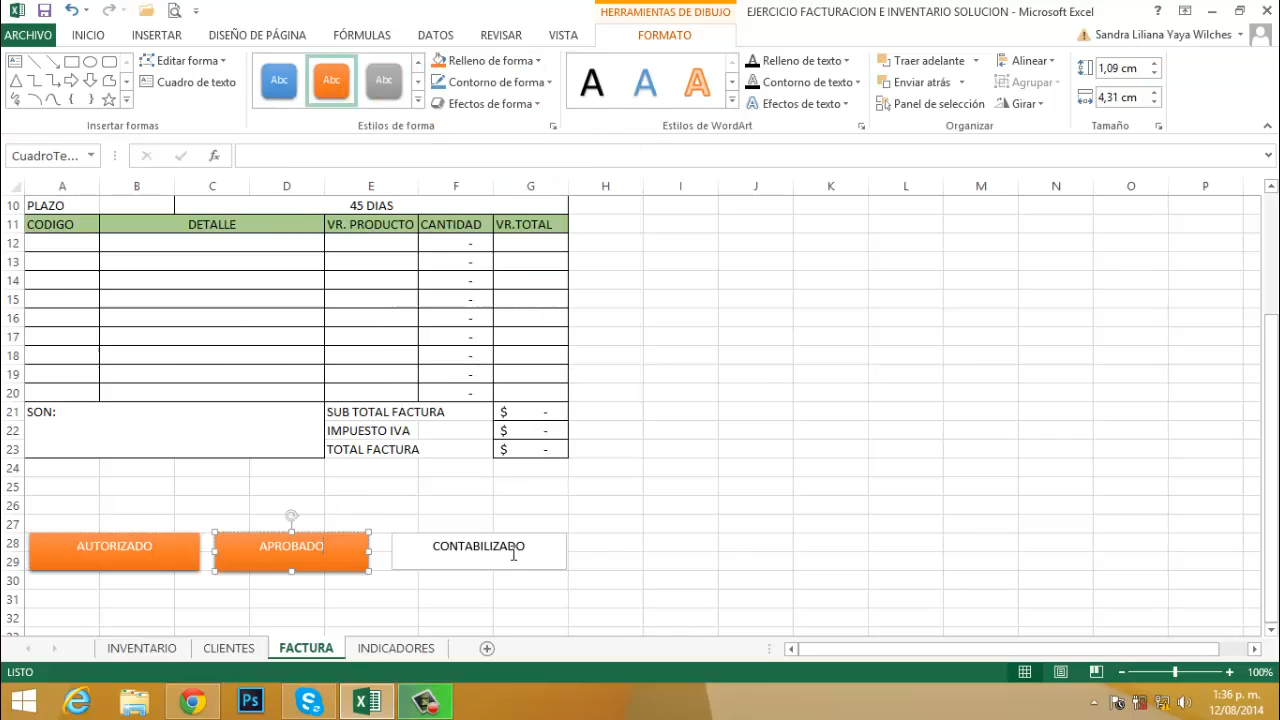 HERRAMIENTAS DE DIBUJO
EJERCICIO FACTURACION E INVENTARIO SOLUCION - Microsoft Excel
ARCHIVO INICIO INSERTAR DISEÑO DE PÁGINA FÓRMULAS DATOS REVISAR VISTA FORMATO
Sandra Liliana Yaya Wilches
Editar forma
Cuadro de texto
Insertar formas
Abc Abc Abc
Relleno de forma
Contorno de forma
Efectos de forma
Estilos de forma
A A A
Relleno de texto
Contorno de texto
Efectos de texto
Estilos de WordArt
Traer adelante
Enviar atrás
Panel de selección
Alinear
Agrupar
Girar
Organizar
1,09 cm
4,31 cm
Tamaño
CuadroTe... fx
A B C D E F G H I J K L M N O P
10 PLAZO 45 DIAS
11 CODIGO DETALLE VR. PRODUCTO CANTIDAD VR.TOTAL
12 -
13 -
14 -
15 -
16 -
17 -
18 -
19 -
20 -
21 SON: SUB TOTAL FACTURA $ -
22 IMPUESTO IVA $ -
23 TOTAL FACTURA $ -
24
25
26
27
28 AUTORIZADO APROBADO CONTABILIZADO
29
30
31
32
INVENTARIO CLIENTES FACTURA INDICADORES
LISTO 100%
Ps
1:36 p. m.
12/08/2014